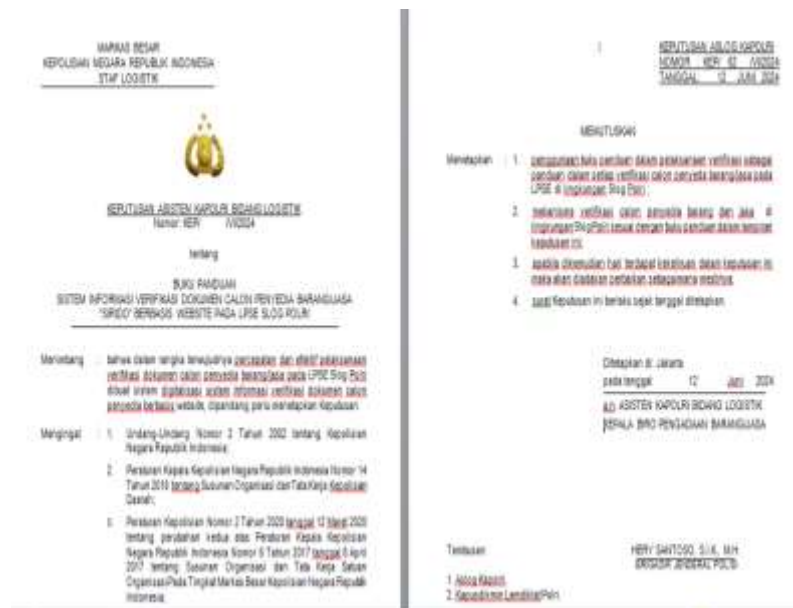 MARKAS BESAR
KEPOLISIAN NEGARA REPUBLIK INDONESIA
STAF LOGISTIK
KEPUTUSAN ASISTEN KAPOLRI BIDANG LOGISTIK
Nomor: KEP/ /VI/2024
tentang
BUKU PANDUAN
SISTEM INFORMASI VERIFIKASI DOKUMEN CALON PENYEDIA BARANG/JASA
"SIRIDO" BERBASIS WEBSITE PADA LPSE SLOG POLRI
Menimbang : bahwa dalam rangka terwujudnya percepatan dan efektif pelaksanaan
verifikasi dokumen calon penyedia barang/jasa pada LPSE Slog Polri
dibuat sistem digitalisasi sistem informasi verifikasi dokumen calon
penyedia berbasis website, dipandang perlu menetapkan Keputusan.
Mengingat : 1. Undang-Undang Nomor 2 Tahun 2002 tentang Kepolisian
Negara Republik Indonesia;
2. Peraturan Kepala Kepolisian Negara Republik Indonesia Nomor 14
Tahun 2018 tentang Susunan Organisasi dan Tata Kerja Kepolisian
Daerah;
3. Peraturan Kepolisian Nomor 2 Tahun 2020 tanggal 12 Maret 2020
tentang perubahan kedua atas Peraturan Kepala Kepolisian
Negara Republik Indonesia Nomor 6 Tahun 2017 tanggal 6 April
2017 tentang Susunan Organisasi dan Tata Kerja Satuan
Organisasi Pada Tingkat Markas Besar Kepolisian Negara Republik
Indonesia;
KEPUTUSAN ASLOG KAPOLRI
NOMOR KEP/ 62 /VI/2024
TANGGAL 12 JUNI 2024
MEMUTUSKAN
Menetapkan : 1. penggunaan buku panduan dalam pelaksanaan verifikasi sebagai
panduan dalam setiap verifikasi calon penyedia barang/jasa pada
LPSE di lingkungan Slog Polri;
2. mekanisme verifikasi calon penyedia barang dan jasa di
lingkungan Slog Polri sesuai dengan buku panduan dalam lampiran
keputusan ini;
3. apabila dikemudian hari terdapat kekeliruan dalam keputusan ini
maka akan diadakan perbaikan sebagaimana mestinya;
4. surat Keputusan ini berlaku sejak tanggal ditetapkan.
Ditetapkan di: Jakarta
pada tanggal 12 Juni 2024
a.n. ASISTEN KAPOLRI BIDANG LOGISTIK
KEPALA BIRO PENGADAAN BARANG/JASA
Tembusan:
HERY SANTOSO, S.I.K., M.H.
BRIGADIR JENDERAL POLISI
1. Aslog Kapolri.
2. Lemdiklat Polri.